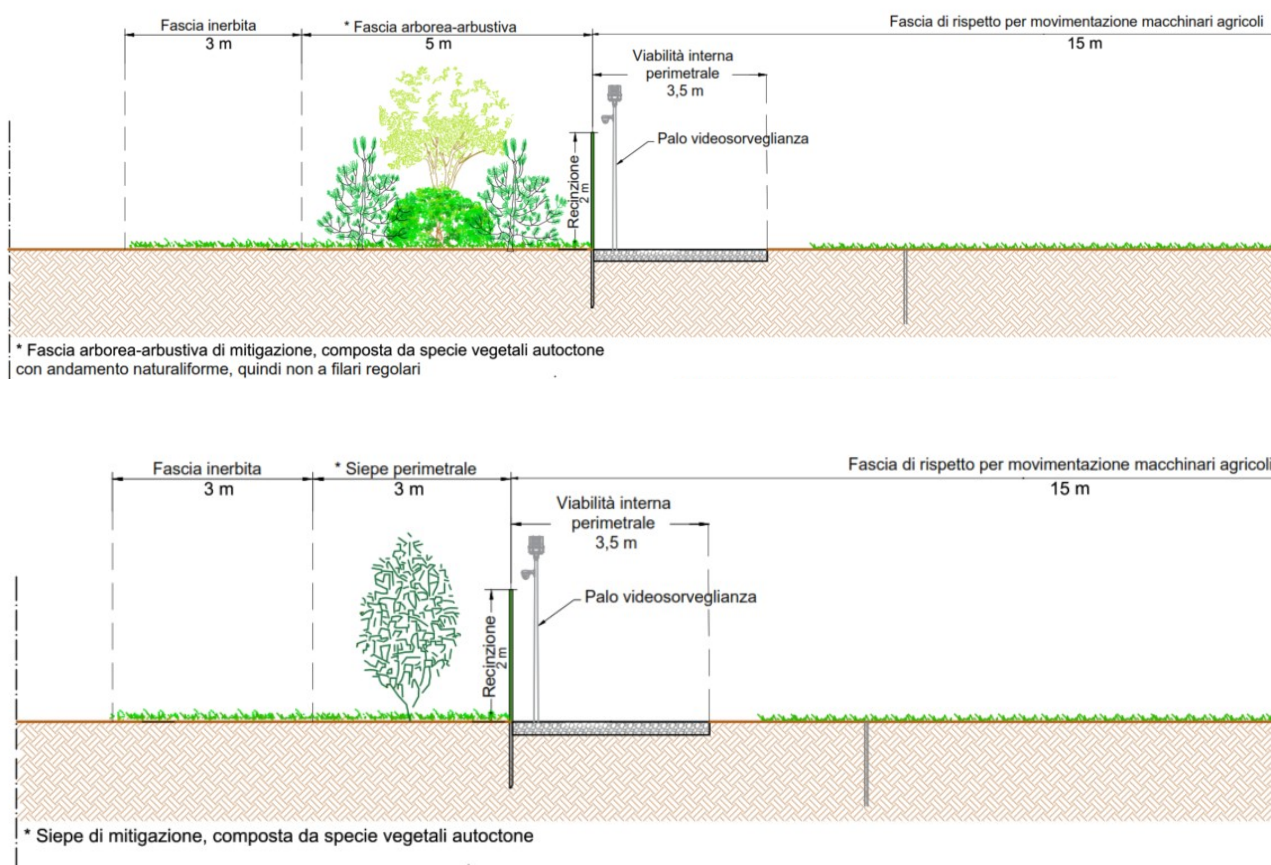 Fascia inerbita
3 m
* Fascia arborea-arbustiva
5 m
Fascia di rispetto per movimentazione macchinari agricoli
15 m
Viabilità interna
perimetrale
3,5 m
Palo videosorveglianza
Recinzione
2 m
* Fascia arborea-arbustiva di mitigazione, composta da specie vegetali autoctone
con andamento naturaliforme, quindi non a filari regolari
Fascia inerbita
3 m
* Siepe perimetrale
3 m
Fascia di rispetto per movimentazione macchinari agricoli
15 m
Viabilità interna
perimetrale
3,5 m
Palo videosorveglianza
Recinzione
2 m
* Siepe di mitigazione, composta da specie vegetali autoctone